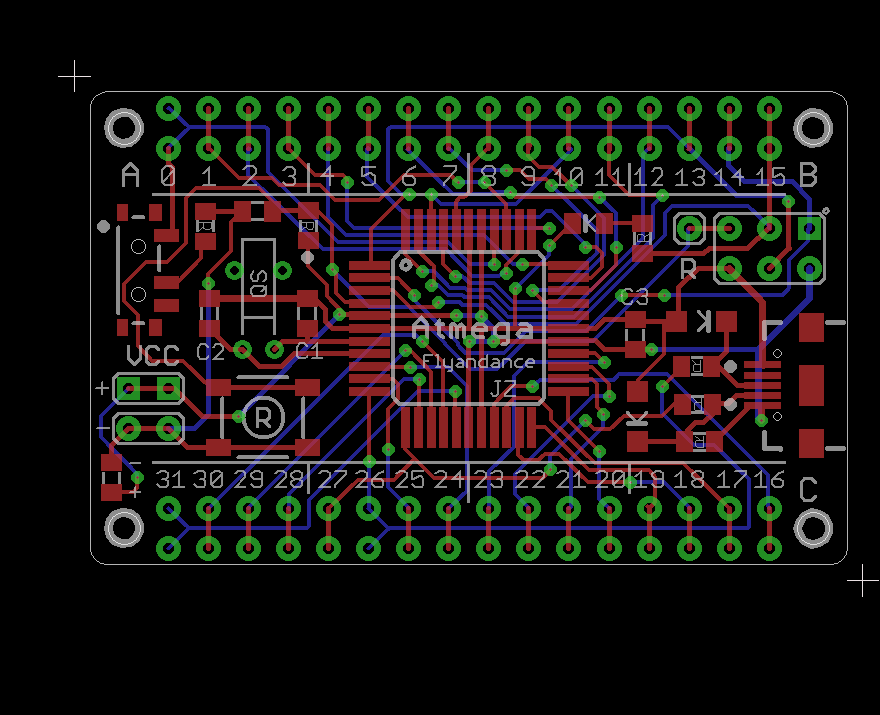 A 0 1 2 3 4 5 6 7 8 9 10 11 12 13 14 15 B
K
R
R
R
R
QS
C3
Atmega
K
C2
C1
VCC
Flyandance
R
JZ
+
R
R
K
−
R
−
31 30 29 28 27 26 25 24 23 22 21 20 19 18 17 16
+
C